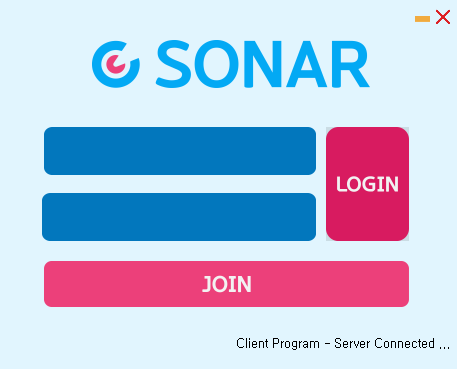 SONAR
LOGIN
JOIN
Client Program - Server Connected ...